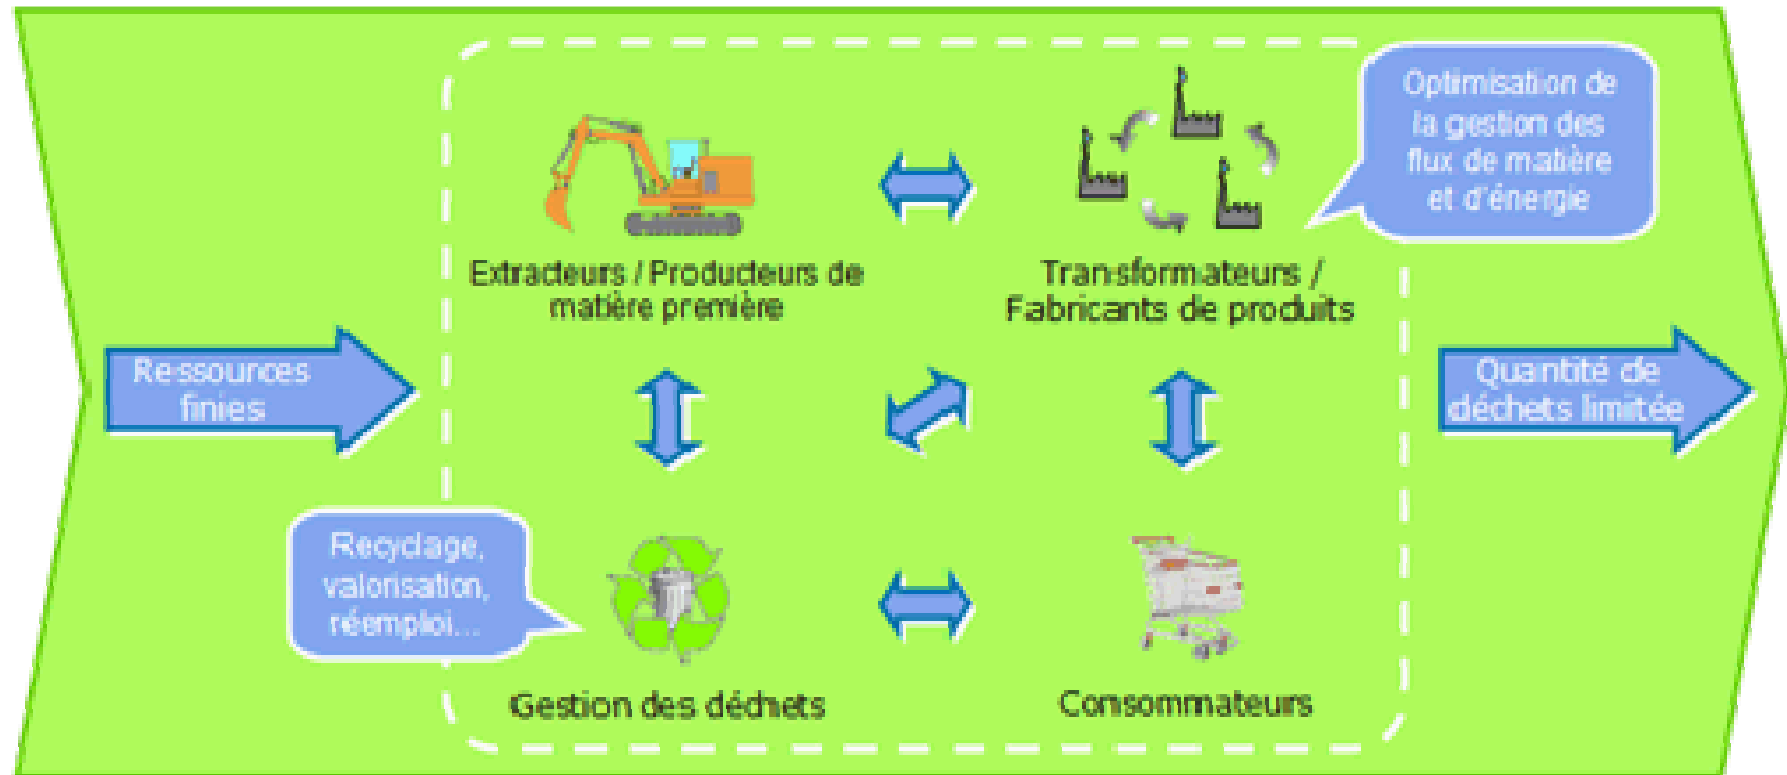 Optimisation de
la gestion des
flux de matière
et d'énergie
Extracteurs / Producteurs de
matière première
Transformateurs /
Fabricants de produits
Ressources
finies
Quantité de
déchets limitée
Recyclage,
valorisation,
réemploi...
Gestion des déchets
Consommateurs